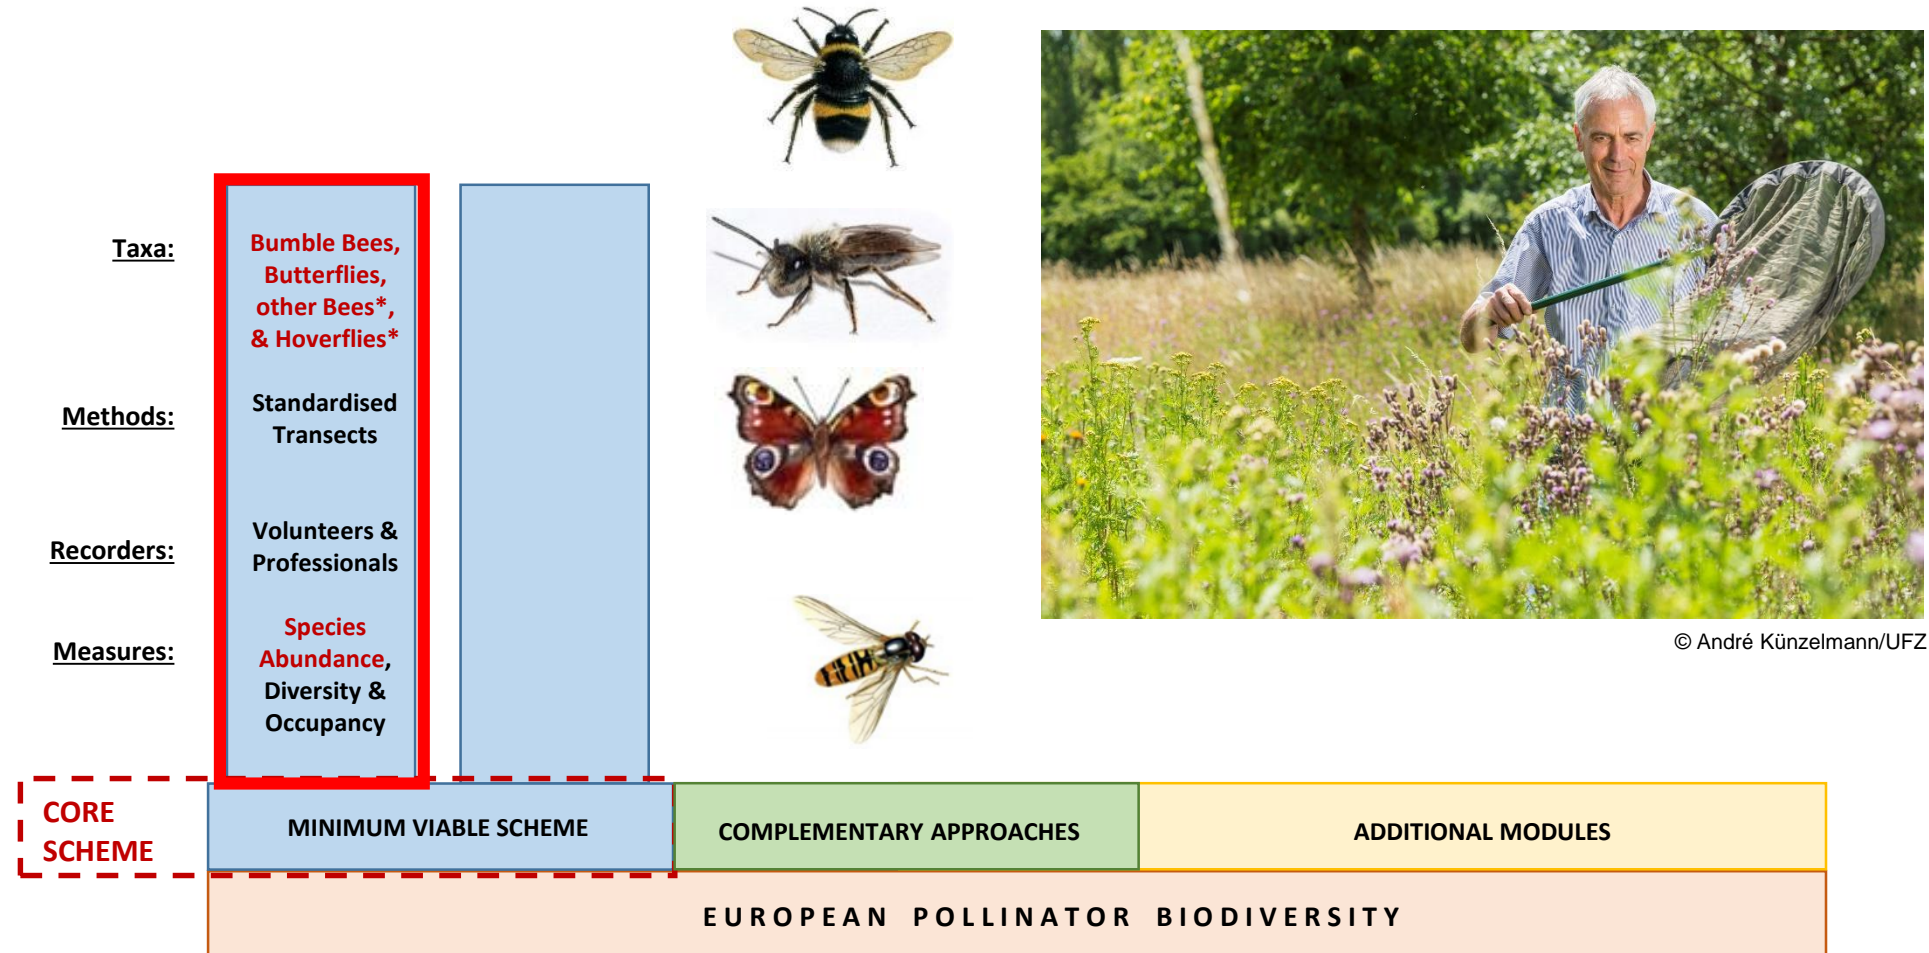 Taxa:
Bumble Bees,
Butterflies,
other Bees*,
& Hoverflies*
Methods:
Standardised
Transects
Recorders:
Volunteers &
Professionals
Measures:
Species
Abundance,
Diversity &
Occupancy
© André Künzelmann/UFZ
CORE
SCHEME
MINIMUM VIABLE SCHEME
COMPLEMENTARY APPROACHES
ADDITIONAL MODULES
EUROPEAN POLLINATOR BIODIVERSITY